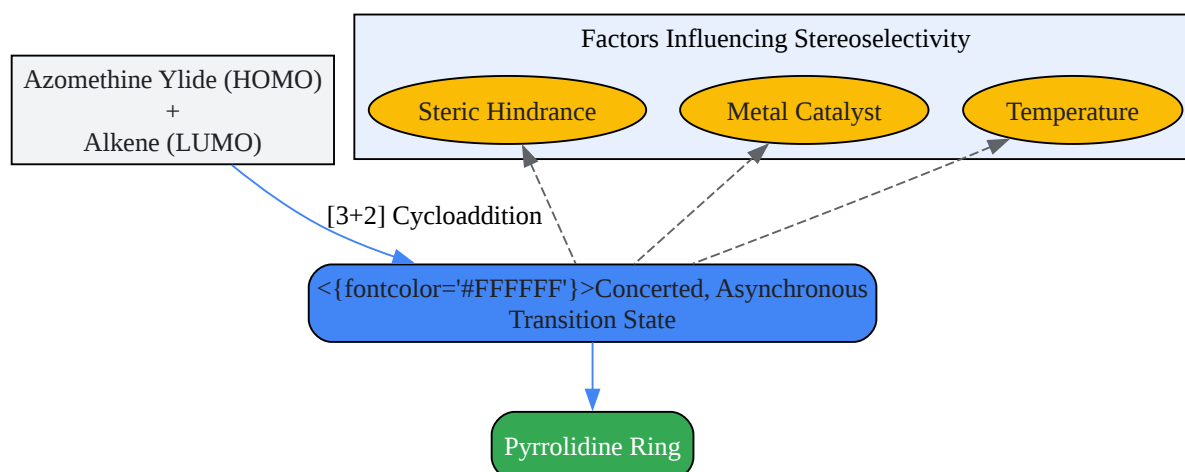 Factors Influencing Stereoselectivity
Azomethine Ylide (HOMO)
+
Alkene (LUMO)
Steric Hindrance
Metal Catalyst
Temperature
[3+2] Cycloaddition
<{fontcolor='#FFFFFF'}>Concerted, Asynchronous
Transition State
Pyrrolidine Ring